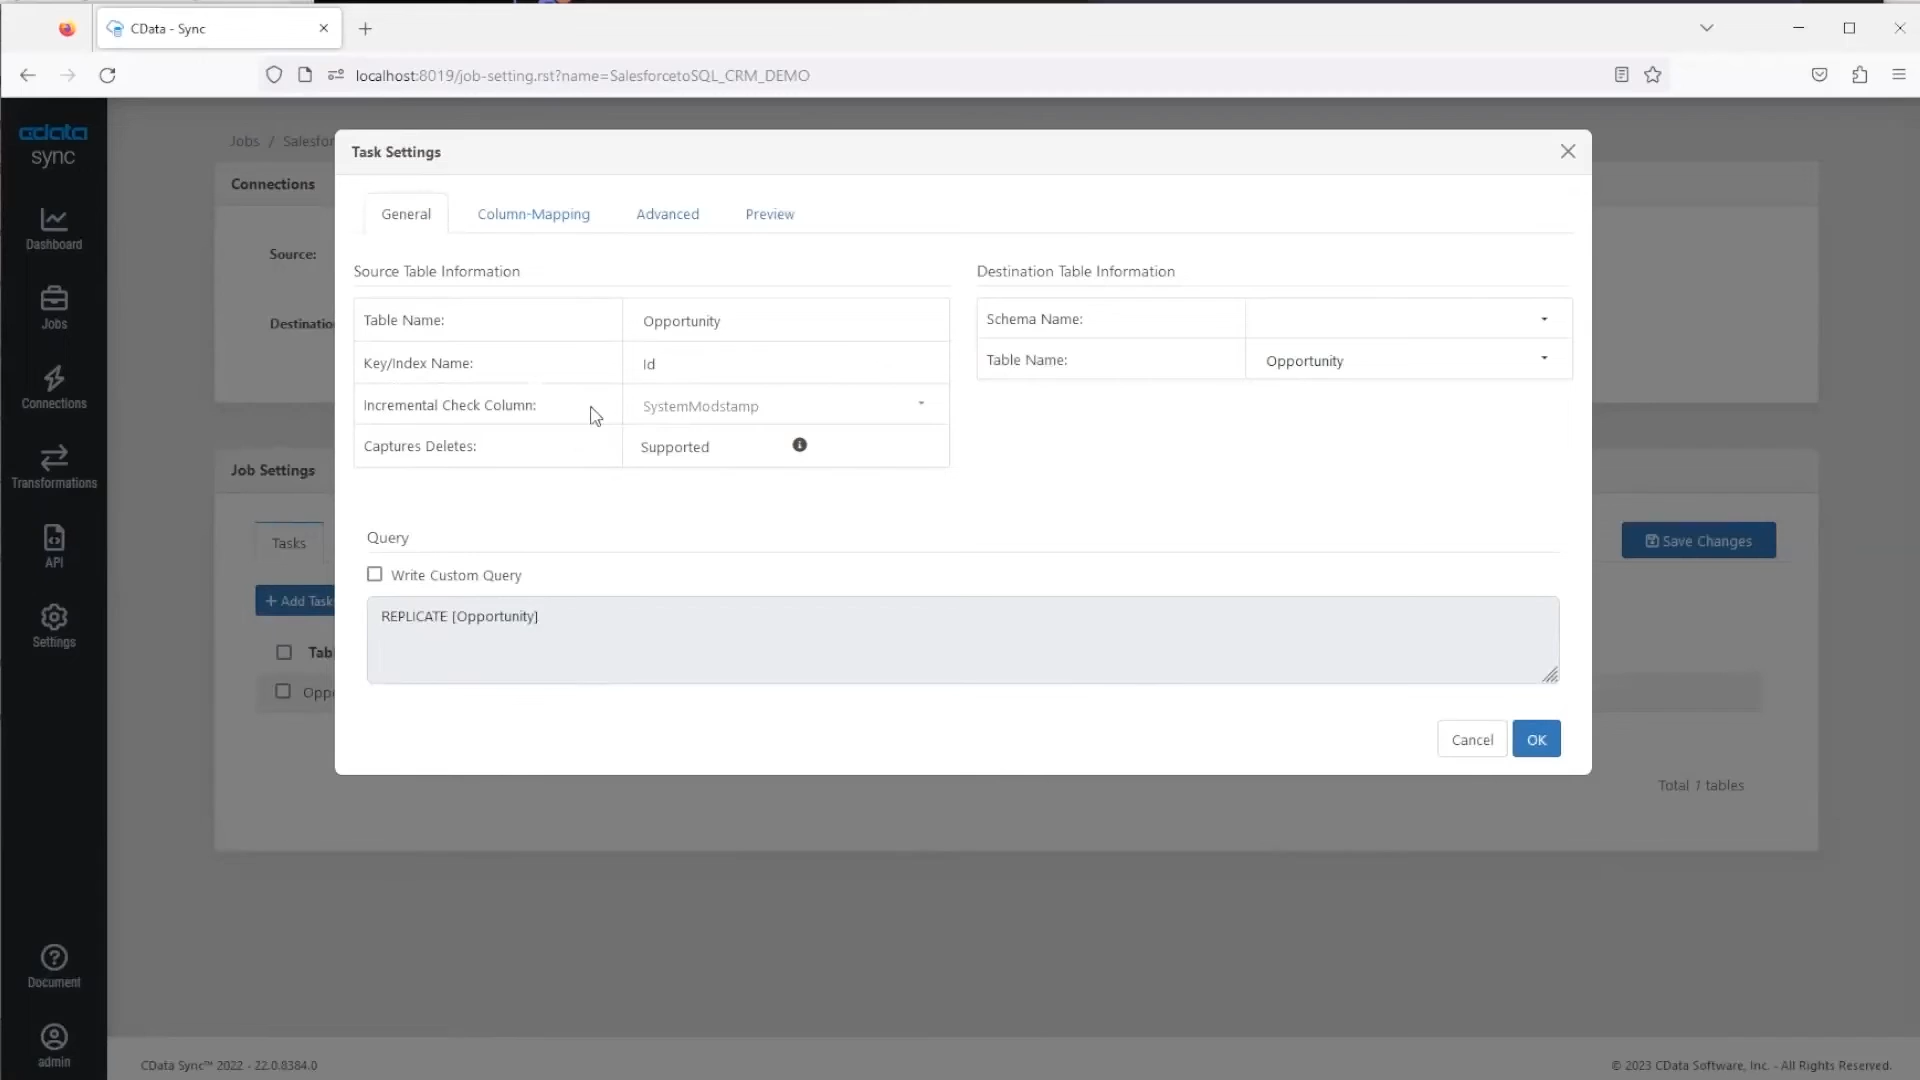 CData - Sync
localhost:8019/job-setting.rst?name=SalesforcetoSQL_CRM_DEMO
cdata
sync
Dashboard
Jobs
Connections
Transformations
API
Settings
Document
admin
Jobs / Salesfor
Connections
Source:
Destinatio
Job Settings
Tasks
Save Changes
+ Add Task
Tab
Oppo
Total 1 tables
Task Settings
General
Column-Mapping
Advanced
Preview
Source Table Information
Table Name: Opportunity
Key/Index Name: Id
Incremental Check Column: SystemModstamp
Captures Deletes: Supported
Destination Table Information
Schema Name:
Table Name: Opportunity
Query
Write Custom Query
REPLICATE [Opportunity]
Cancel
OK
CData Sync™ 2022 - 22.0.8384.0
© 2023 CData Software, Inc. - All Rights Reserved.